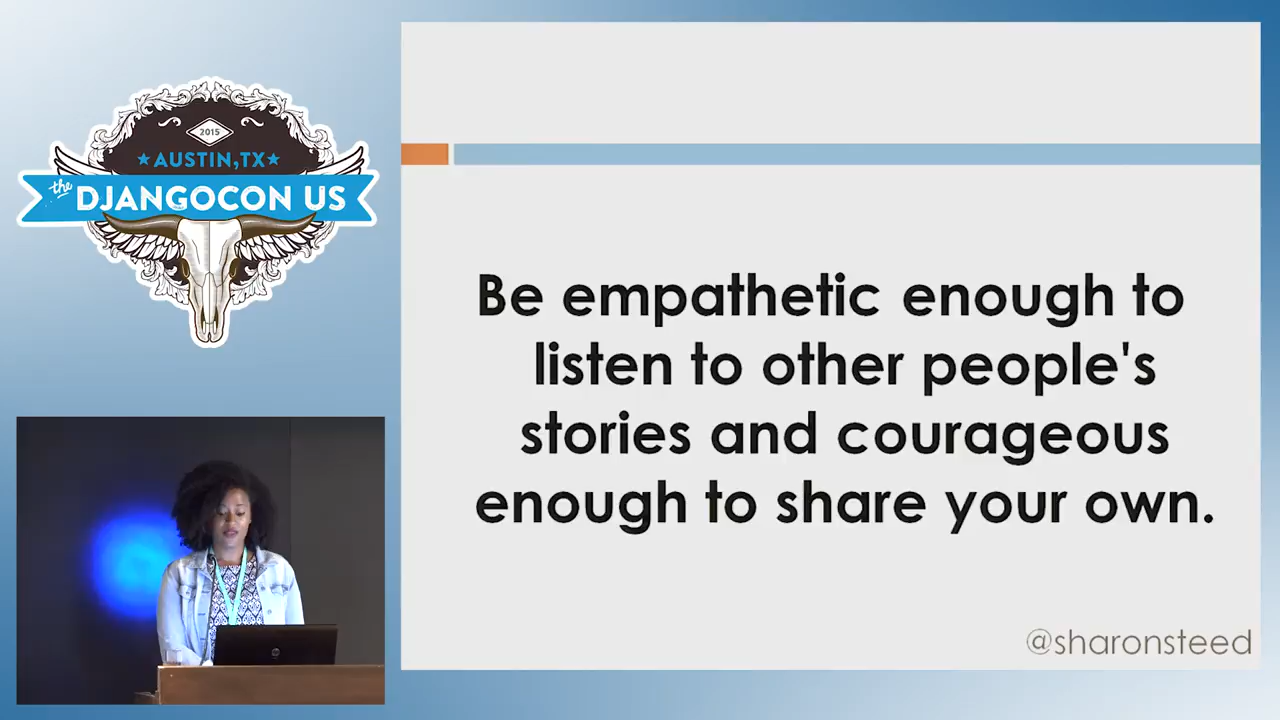 2015
AUSTIN,TX
the
DJANGOCON US
Be empathetic enough to
listen to other people's
stories and courageous
enough to share your own.
@sharonsteed